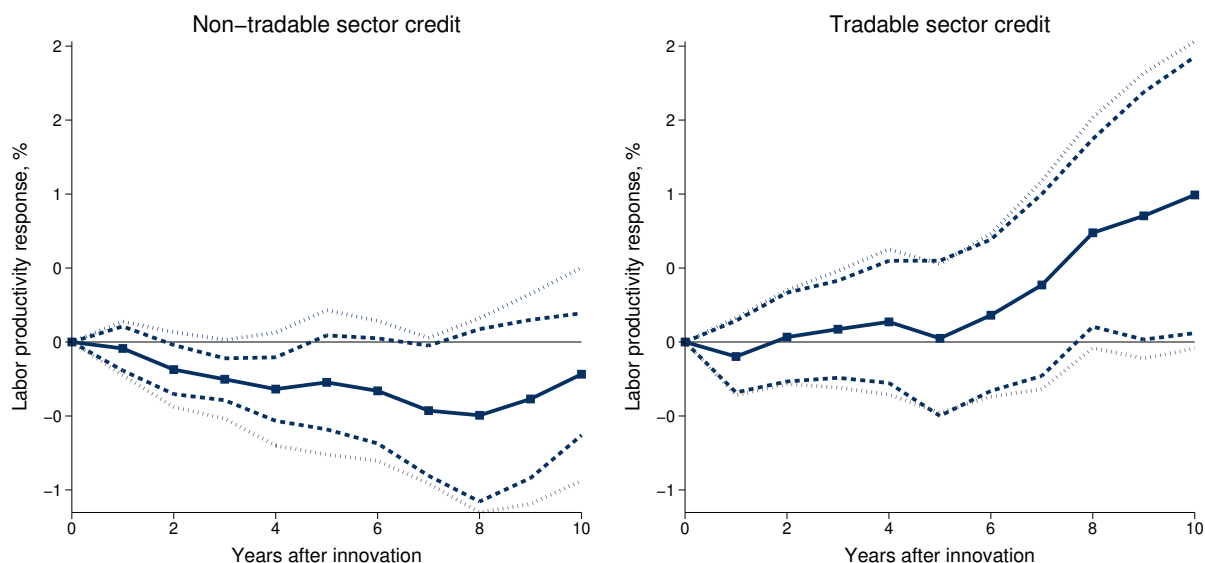 Non−tradable sector credit
Labor productivity response, %
2
2
1
0
0
−0
−1
0 2 4 6 8 10
Years after innovation
Tradable sector credit
Labor productivity response, %
2
2
1
0
0
−0
−1
0 2 4 6 8 10
Years after innovation